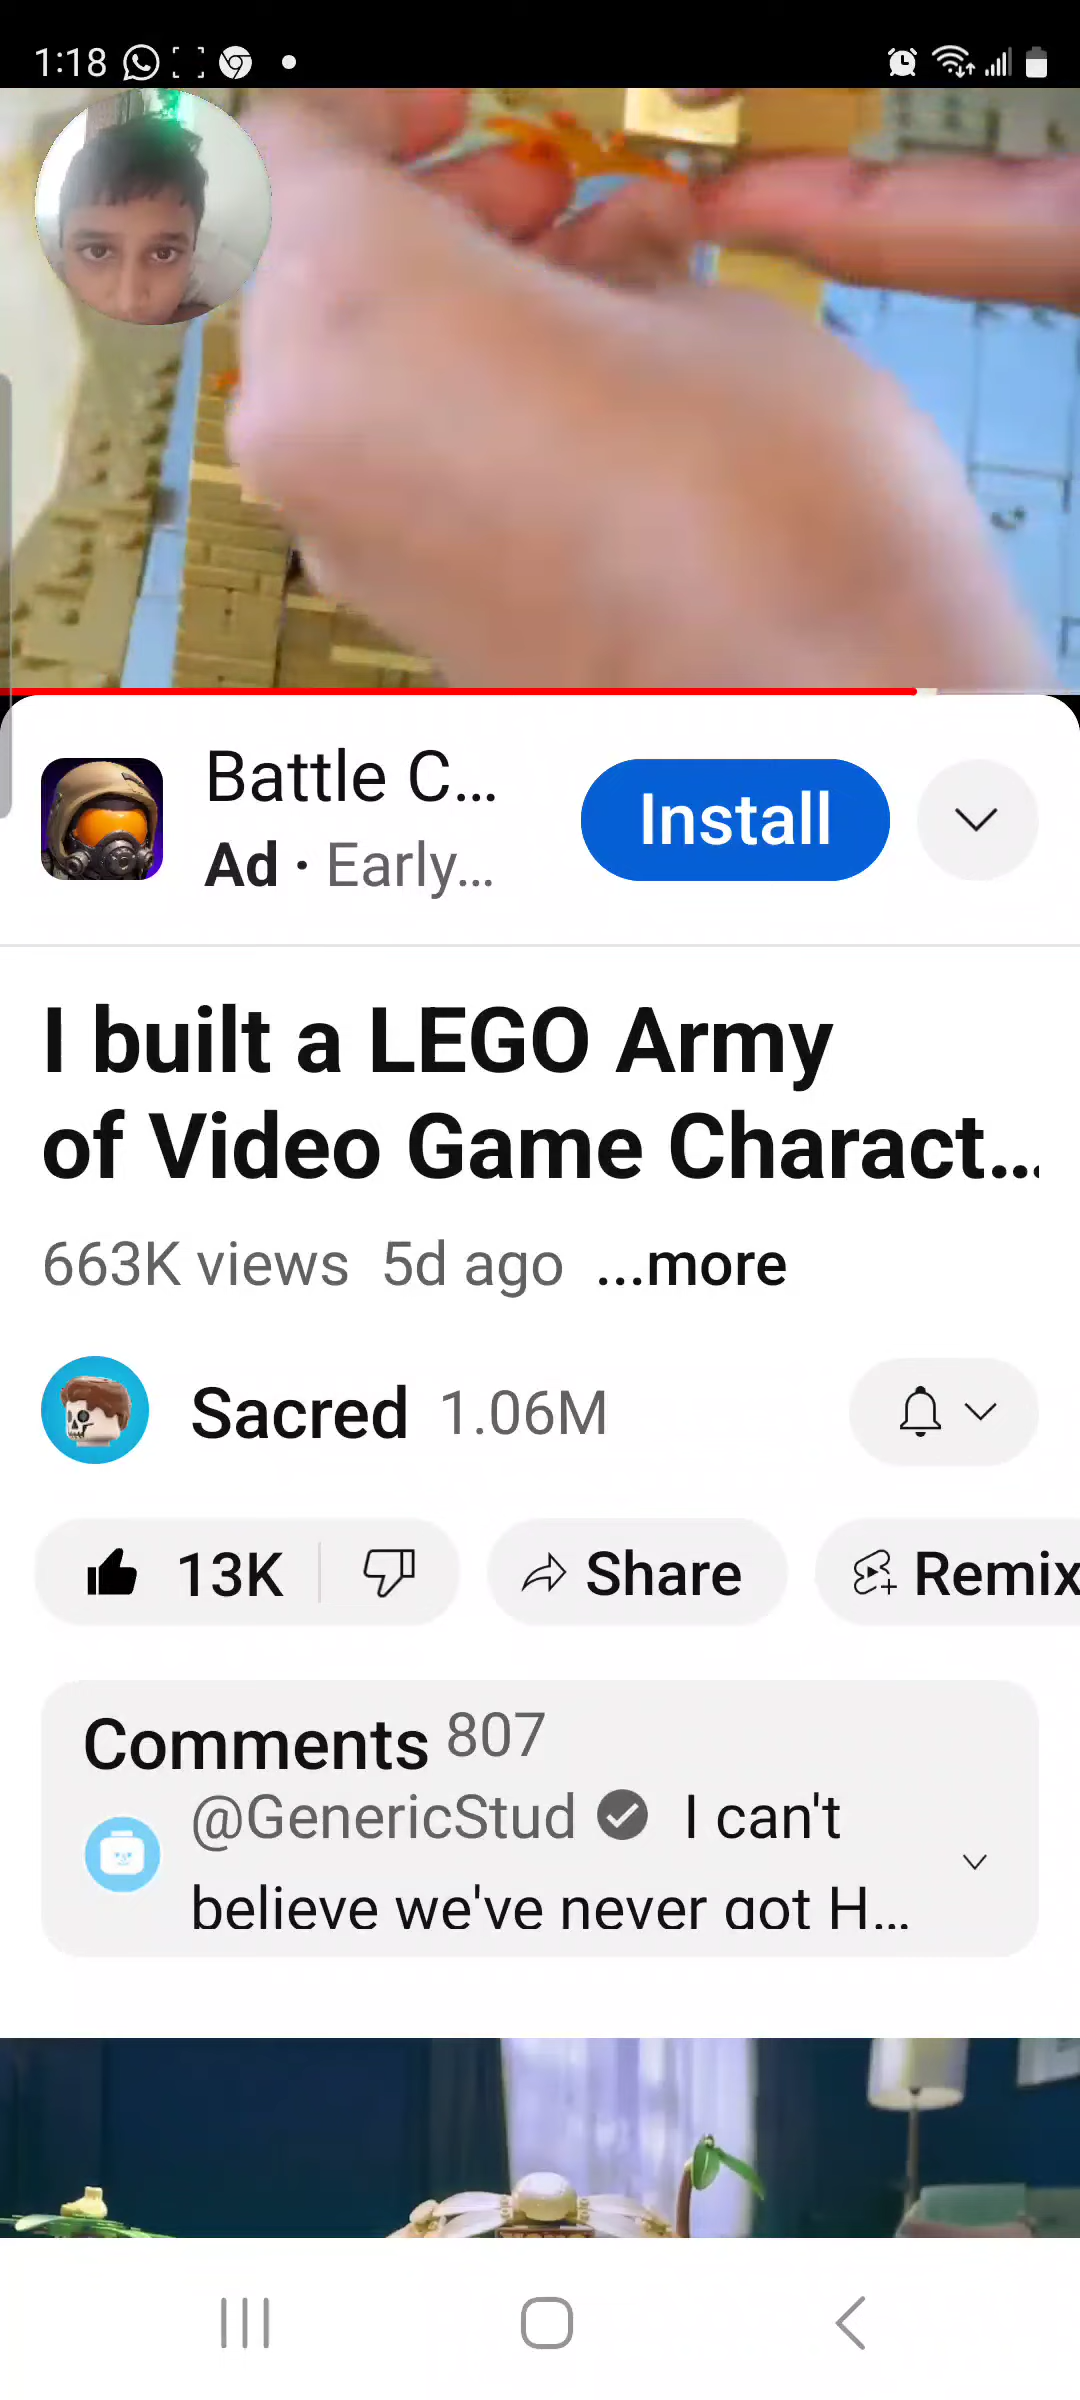 1:18
Battle C...
Install
Ad · Early...
I built a LEGO Army
of Video Game Charact...
663K views 5d ago ...more
Sacred 1.06M
13K Share Remix
Comments 807
@GenericStud I can't
believe we've never got H...